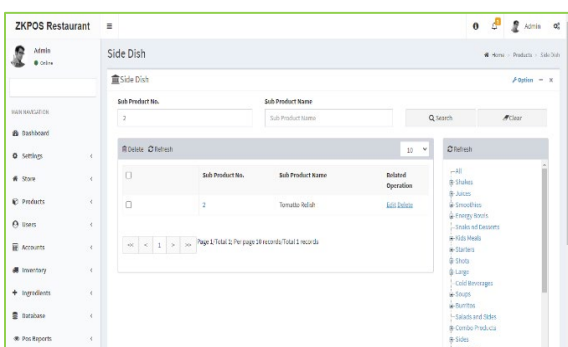 ZKPOS Restaurant
Admin
Side Dish
Home - Products - Side Dish
Admin
Online
Side Dish
Option
Sub Product No.
Sub Product Name
2
Sub Product Name
Search
Clear
MAIN NAVIGATION
Dashboard
Settings
Store
Products
Users
Accounts
Inventory
Ingredients
Database
Pos Reports
Delete Refresh
10
Sub Product No.
Sub Product Name
Related Operation
2
Edit Delete
<< < 1 > >> Page 1/Total 1; Per page 10 records/Total 1 records
Refresh
All
Shakes
Juices
Smoothies
Energy Bowls
Snaks nd Desserts
Kids Meals
Starters
Shots
Large
Cold Beverages
Soups
Burritos
Salads and Sides
Combo Products
Sides